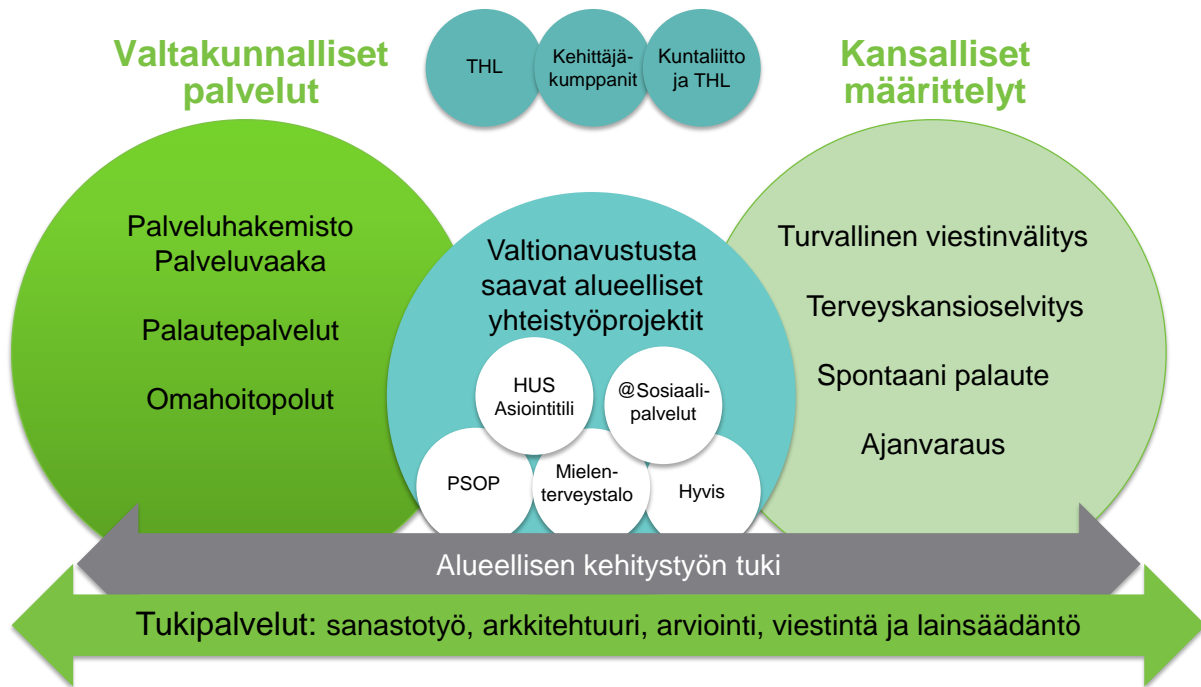 Valtakunnalliset
palvelut
THL
Kehittäjä-
kumppanit
Kuntaliitto
ja THL
Kansalliset
määrittelyt
Palveluhakemisto
Palveluvaaka
Palautepalvelut
Omahoitopolut
Valtionavustusta
saavat alueelliset
yhteistyöprojektit
HUS
Asiointitili
@Sosiaali-
palvelut
PSOP
Mielen-
terveystalo
Hyvis
Turvallinen viestinvälitys
Terveyskansioselvitys
Spontaani palaute
Ajanvaraus
Alueellisen kehitystyön tuki
Tukipalvelut: sanastotyö, arkkitehtuuri, arviointi, viestintä ja lainsäädäntö